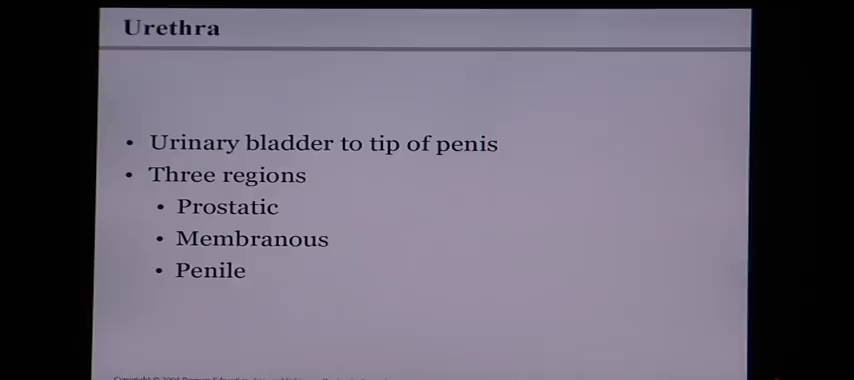 Urethra
• Urinary bladder to tip of penis
• Three regions
• Prostatic
• Membranous
• Penile